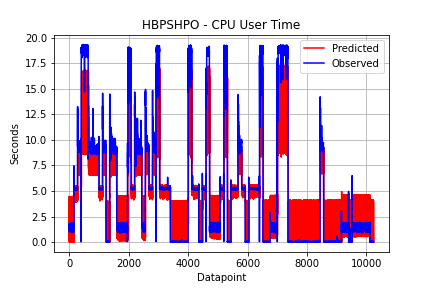 HBPSHPO - CPU User Time
Predicted
Observed
Seconds
20.0
17.5
15.0
12.5
10.0
7.5
5.0
2.5
0.0
0 2000 4000 6000 8000 10000
Datapoint